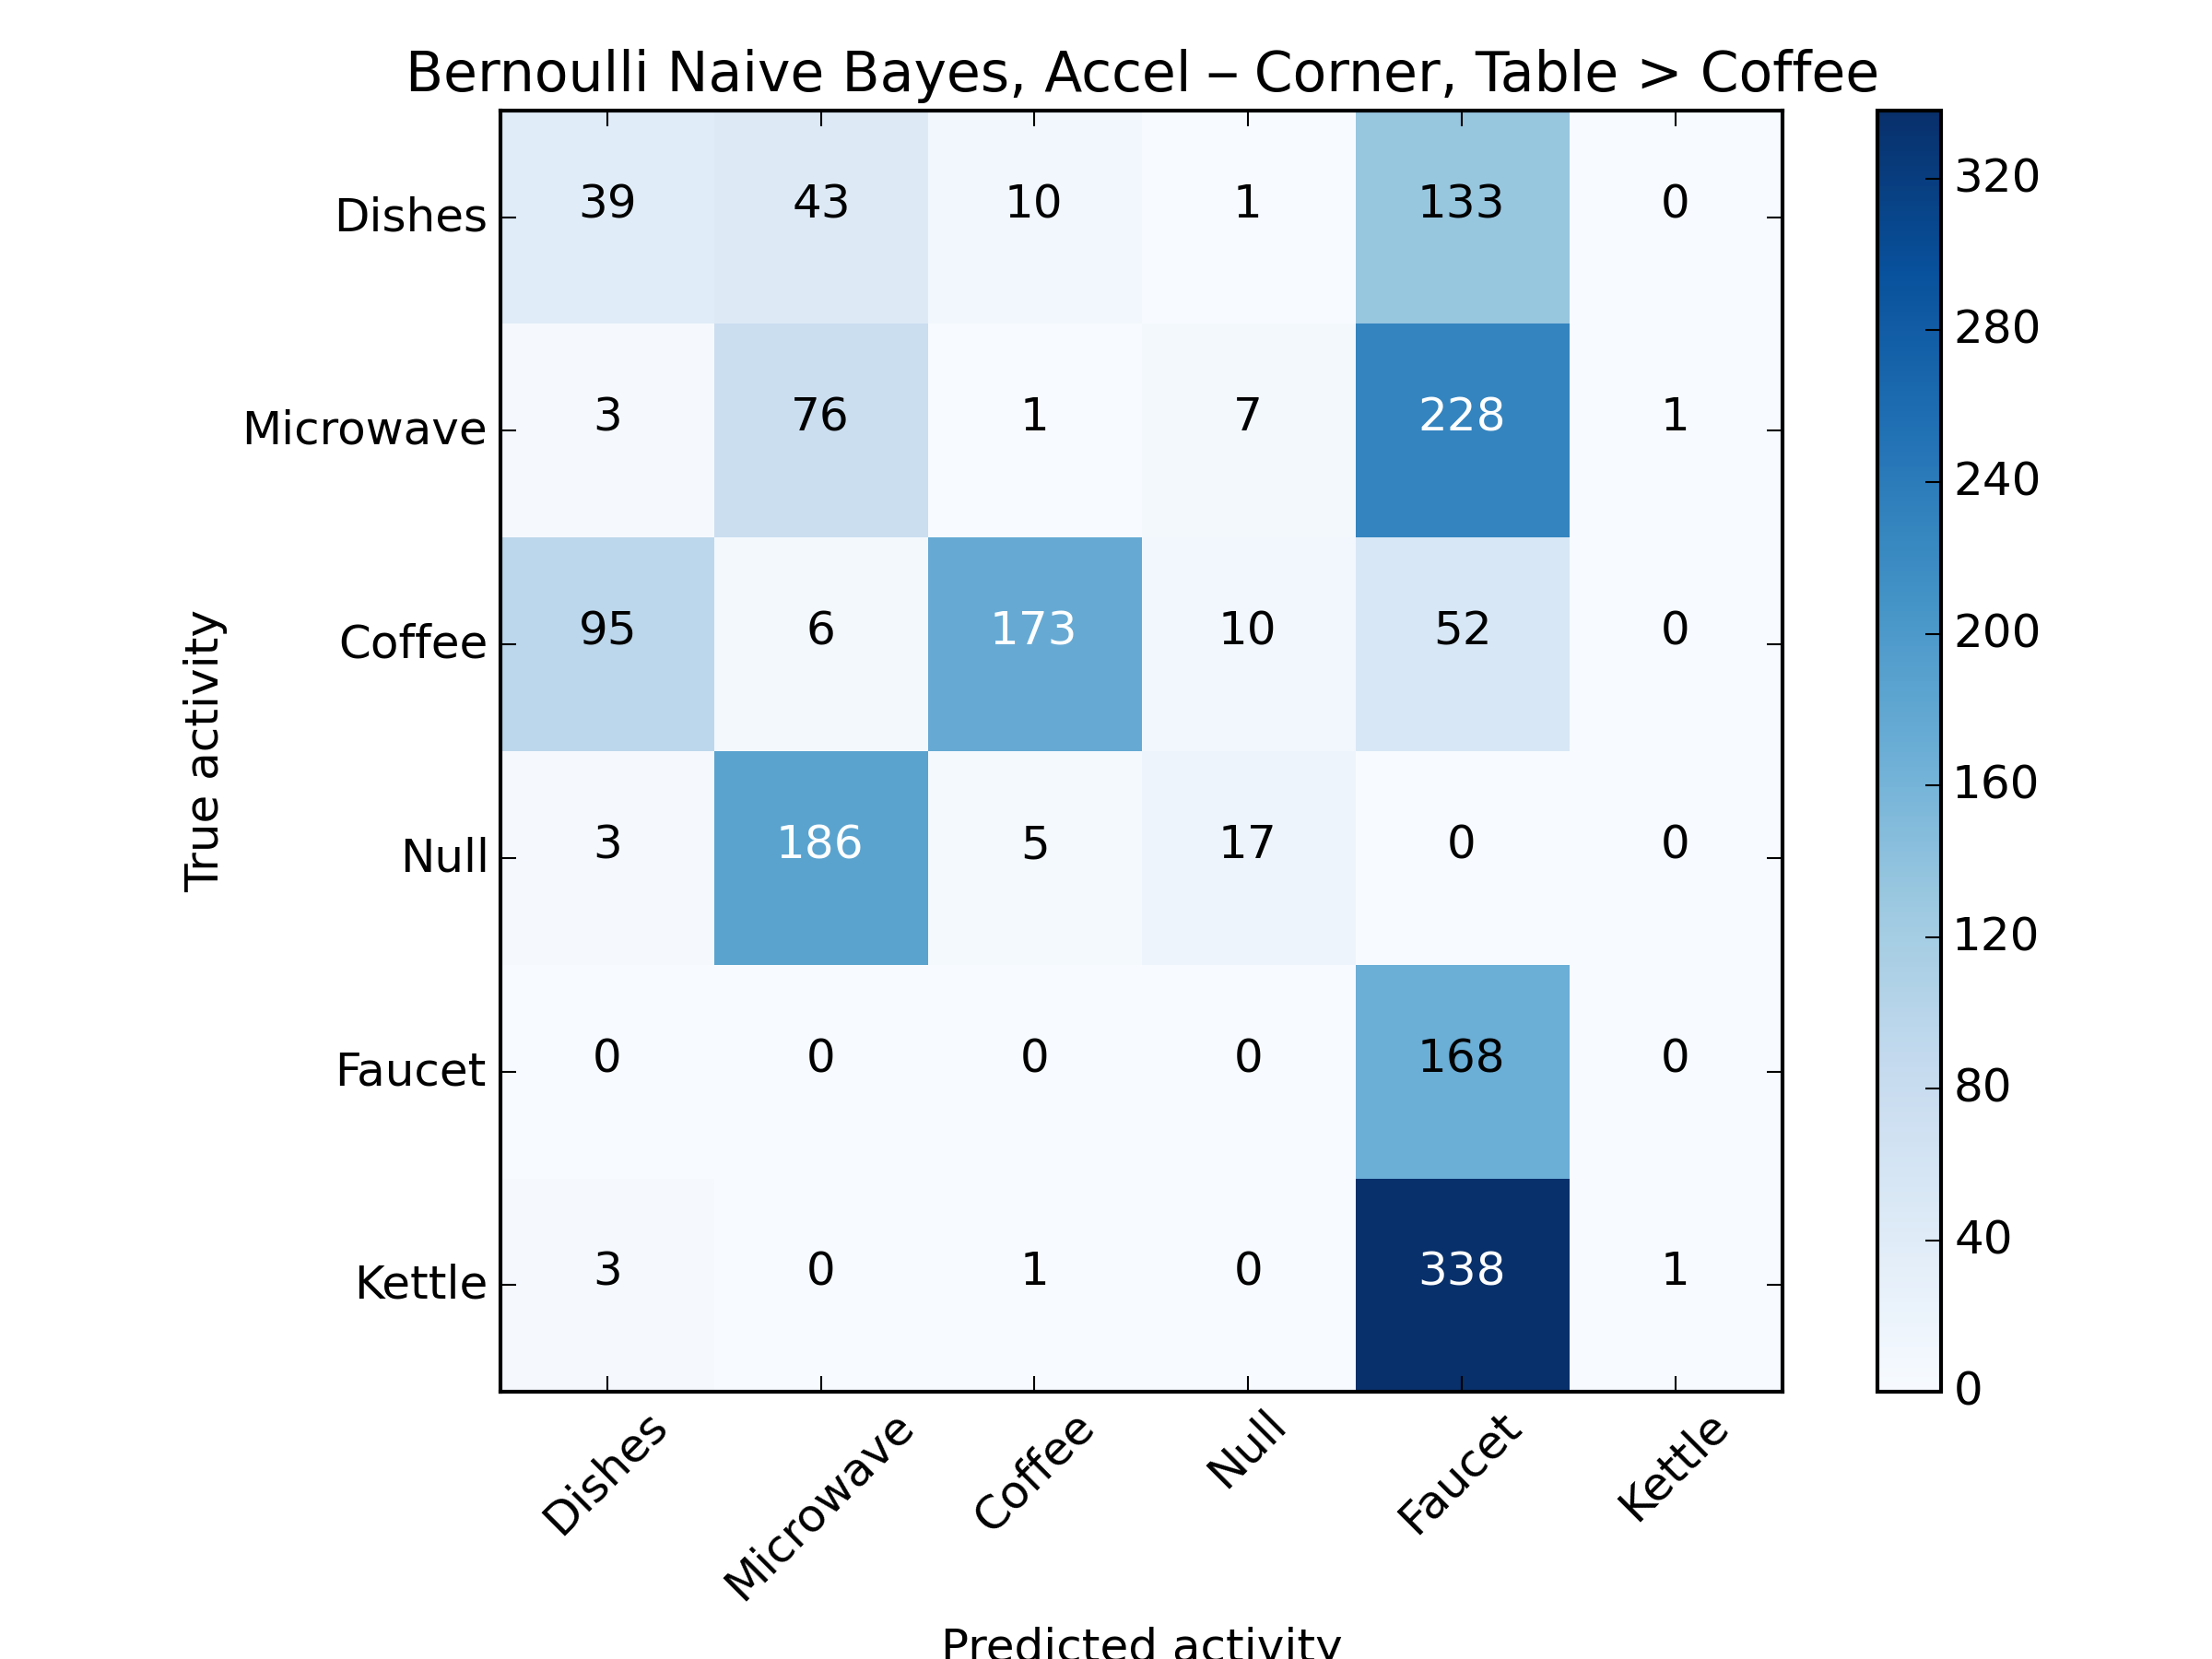 Bernoulli Naive Bayes, Accel – Corner, Table > Coffee
True activity
Dishes 39 43 10 1 133 0
Microwave 3 76 1 7 228 1
Coffee 95 6 173 10 52 0
Null 3 186 5 17 0 0
Faucet 0 0 0 0 168 0
Kettle 3 0 1 0 338 1
Dishes Microwave Coffee Null Faucet Kettle
Predicted activity
320
280
240
200
160
120
80
40
0